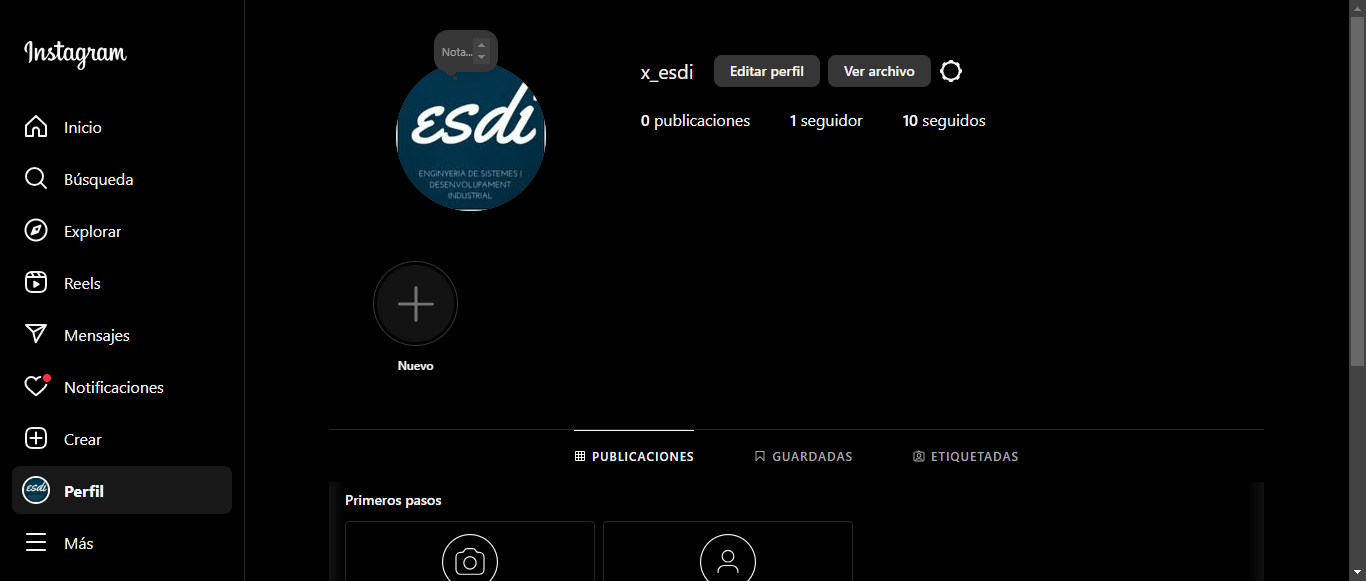 Instagram
Inicio
Búsqueda
Explorar
Reels
Mensajes
Notificaciones
Crear
Perfil
Más
Nota...
esdi
ENGINYERIA DE SISTEMES I
DESENVOLUPAMENT
INDUSTRIAL
x_esdi
Editar perfil
Ver archivo
0 publicaciones 1 seguidor 10 seguidos
Nuevo
PUBLICACIONES GUARDADAS ETIQUETADAS
Primeros pasos